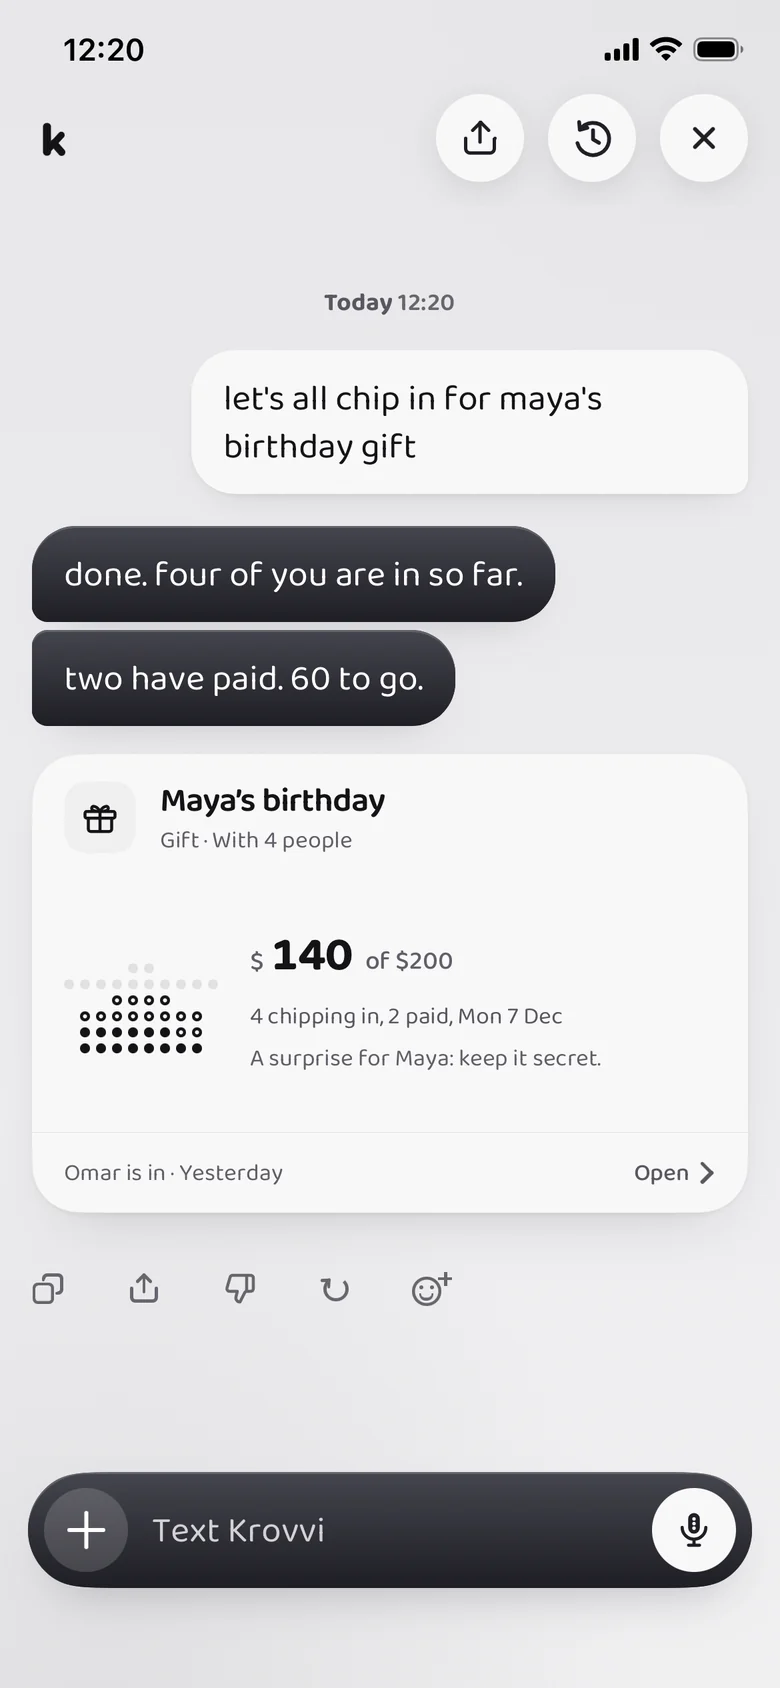 12:20
k
Today 12:20
let's all chip in for maya's
birthday gift
done. four of you are in so far.
two have paid. 60 to go.
Maya’s birthday
Gift · With 4 people
$ 140 of $200
4 chipping in, 2 paid, Mon 7 Dec
A surprise for Maya: keep it secret.
Omar is in · Yesterday
Open
Text Krovvi